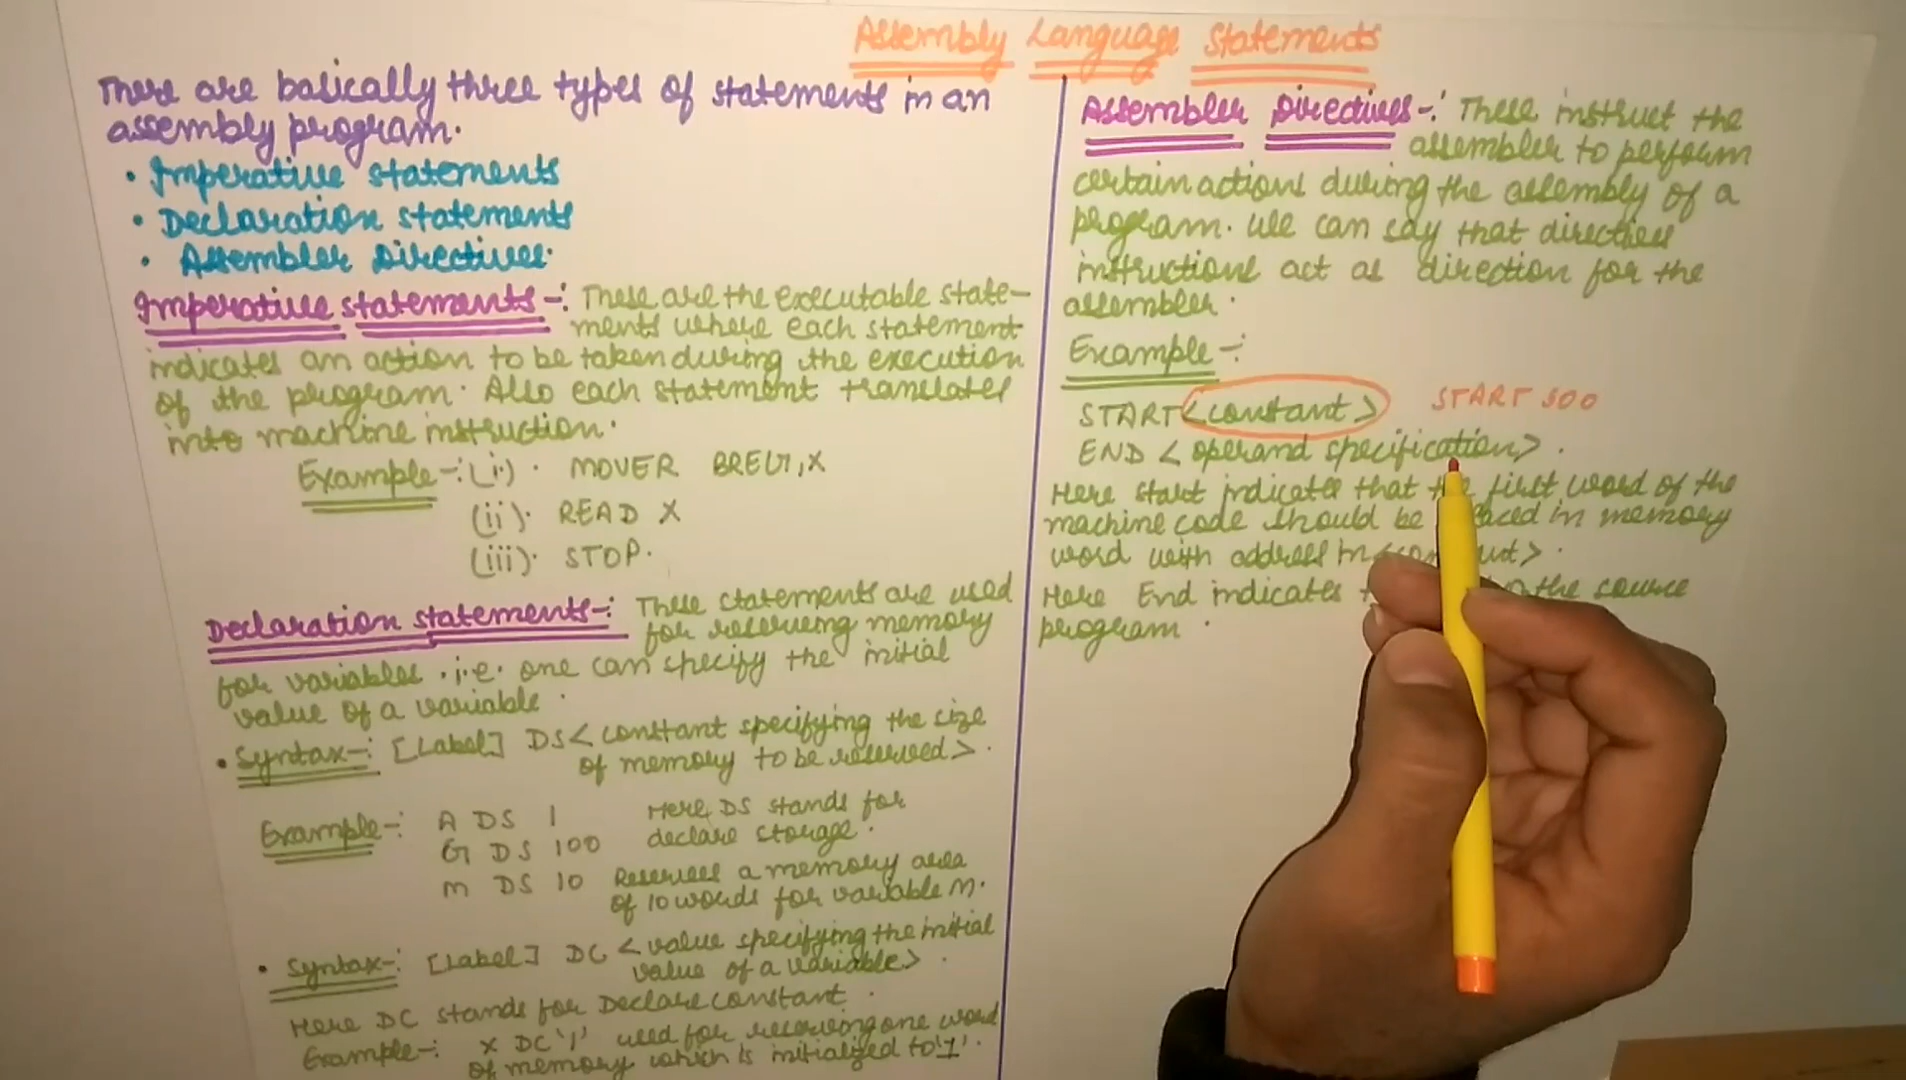 Assembly Language Statements
There are basically three types of statements in an
assembly program.
• Imperative statements
• Declaration statements
• Assembler Directives.
Imperative statements -: These are the executable state-
ments where each statement
indicates an action to be taken during the execution
of the program. Also each statement translates
into machine instruction.
Example -: (i). MOVER BREG, X
(ii). READ X
(iii). STOP.
Declaration statements -: These statements are used
for reserving memory
for variables. i.e. one can specify the initial
value of a variable.
• Syntax -: [Label] DS < constant specifying the size
of memory to be reserved > .
Example -: A DS 1 Here DS stands for
declare storage.
G DS 100
m DS 10 Reserves a memory area
of 10 words for variable m.
• Syntax -: [Label] DC < value specifying the initial
value of a variable > .
Here DC stands for Declare constant.
Example -: X DC '1' used for reserving one word
of memory which is initialized to '1'.
Assembler Directives -: These instruct the
assembler to perform
certain actions during the assembly of a
program. We can say that
instructions act as direction for the
assembler.
Example -:
START <constant> START 500
END < operand specification > .
Here start indicates that first word of the
machine code should be in memory
word with address in
Here End indicates the source
program.